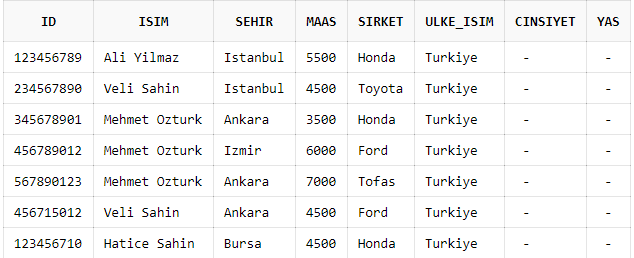 ID ISIM SEHIR MAAS SIRKET ULKE_ISIM CINSIYET YAS
123456789 Ali Yilmaz Istanbul 5500 Honda Turkiye - -
234567890 Veli Sahin Istanbul 4500 Toyota Turkiye - -
345678901 Mehmet Ozturk Ankara 3500 Honda Turkiye - -
456789012 Mehmet Ozturk Izmir 6000 Ford Turkiye - -
567890123 Mehmet Ozturk Ankara 7000 Tofas Turkiye - -
456715012 Veli Sahin Ankara 4500 Ford Turkiye - -
123456710 Hatice Sahin Bursa 4500 Honda Turkiye - -